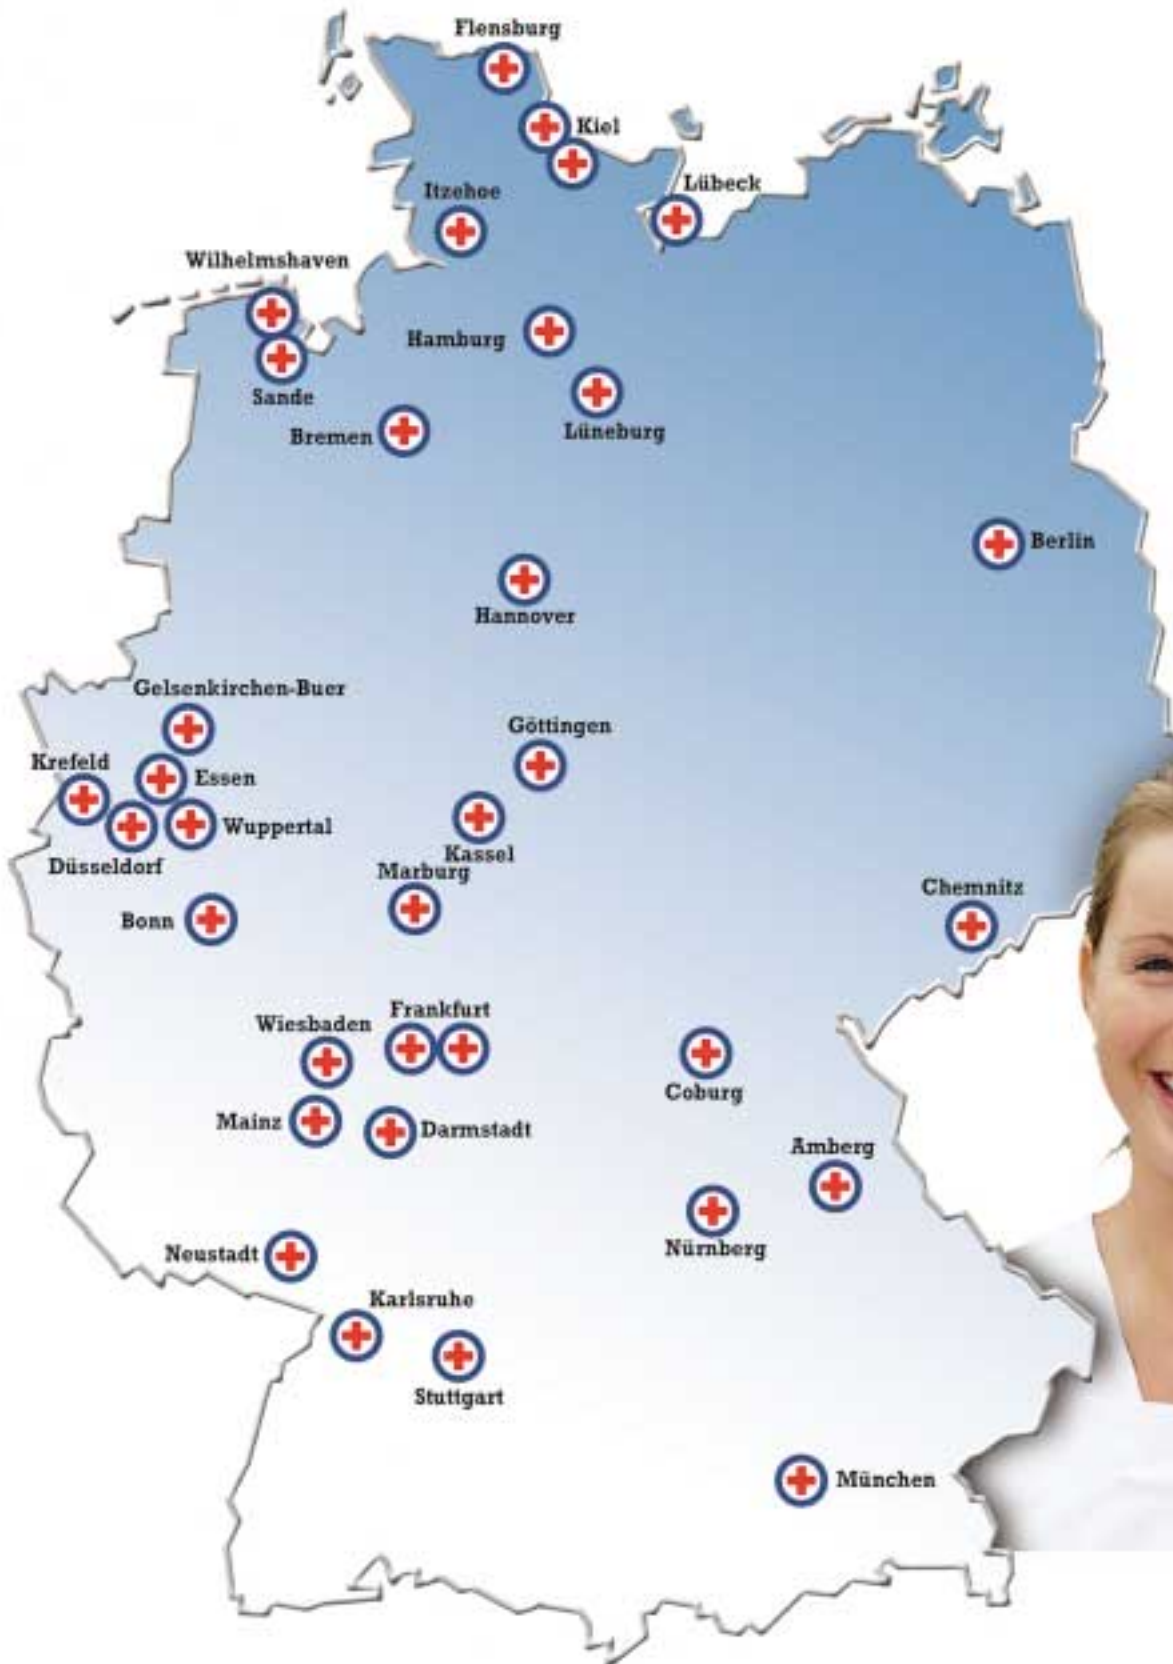 Flensburg
Kiel
Lübeck
Itzehoe
Wilhelmshaven
Hamburg
Sande
Lüneburg
Bremen
Berlin
Hannover
Gelsenkirchen-Buer
Göttingen
Krefeld
Essen
Wuppertal
Kassel
Düsseldorf
Marburg
Chemnitz
Bonn
Frankfurt
Wiesbaden
Coburg
Mainz
Darmstadt
Amberg
Nürnberg
Neustadt
Karlsruhe
Stuttgart
München